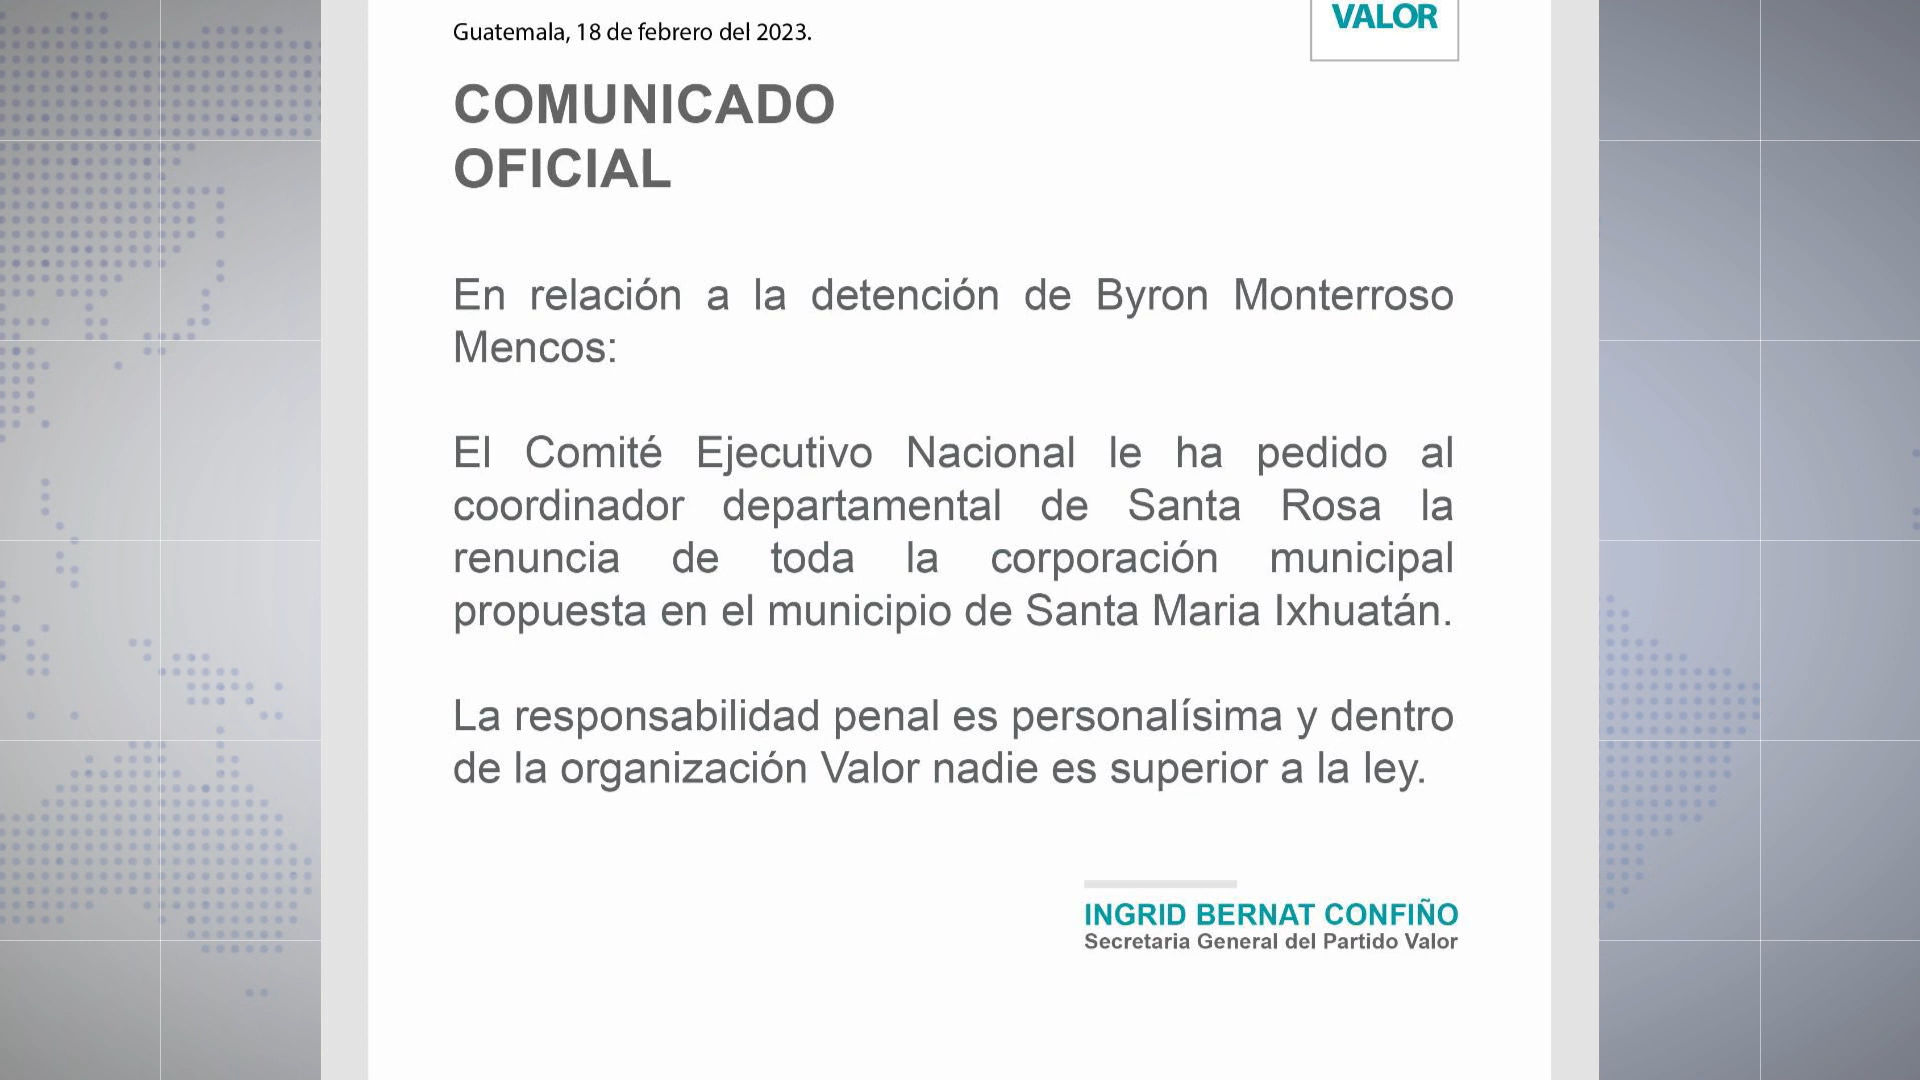 Guatemala, 18 de febrero del 2023.
VALOR
COMUNICADO
OFICIAL
En relación a la detención de Byron Monterroso
Mencos:
El Comité Ejecutivo Nacional le ha pedido al
coordinador departamental de Santa Rosa la
renuncia de toda la corporación municipal
propuesta en el municipio de Santa Maria Ixhuatán.
La responsabilidad penal es personalísima y dentro
de la organización Valor nadie es superior a la ley.
INGRID BERNAT CONFIÑO
Secretaria General del Partido Valor